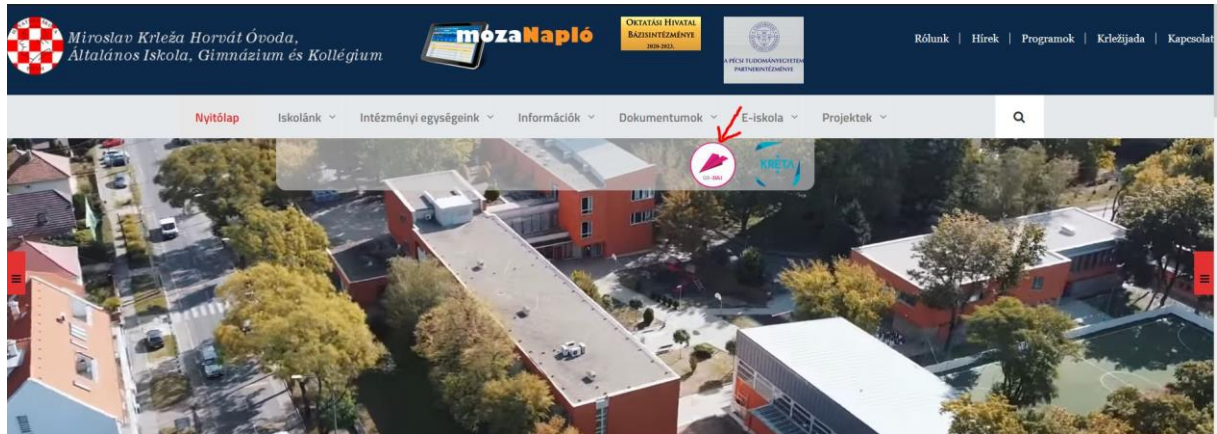 Miroslav Krleža Horvát Óvoda,
Általános Iskola, Gimnázium és Kollégium
mozaNapló
OKTATÁSI HIVATAL
BÁZISINTÉZMÉNYE
2020-2023.
A PÉCSI TUDOMÁNYEGYETEM
PARTNERINTÉZMÉNYE
Rólunk | Hírek | Programok | Krležijada | Kapcsolat
Nyitólap Iskolánk Intézményi egységeink Információk Dokumentumok E-iskola Projektek
KRÉTA